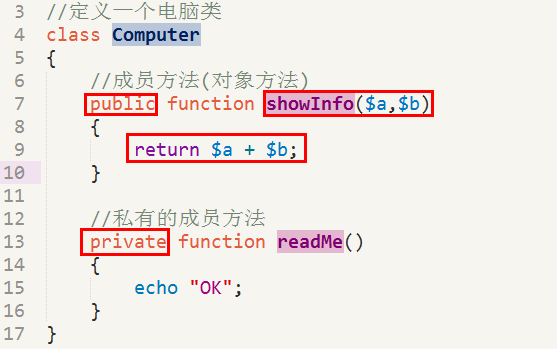 3 //定义一个电脑类
4 class Computer
5 {
6 //成员方法(对象方法)
7 public function showInfo($a,$b)
8 {
9 return $a + $b;
10 }
11
12 //私有的成员方法
13 private function readMe()
14 {
15 echo "OK";
16 }
17 }